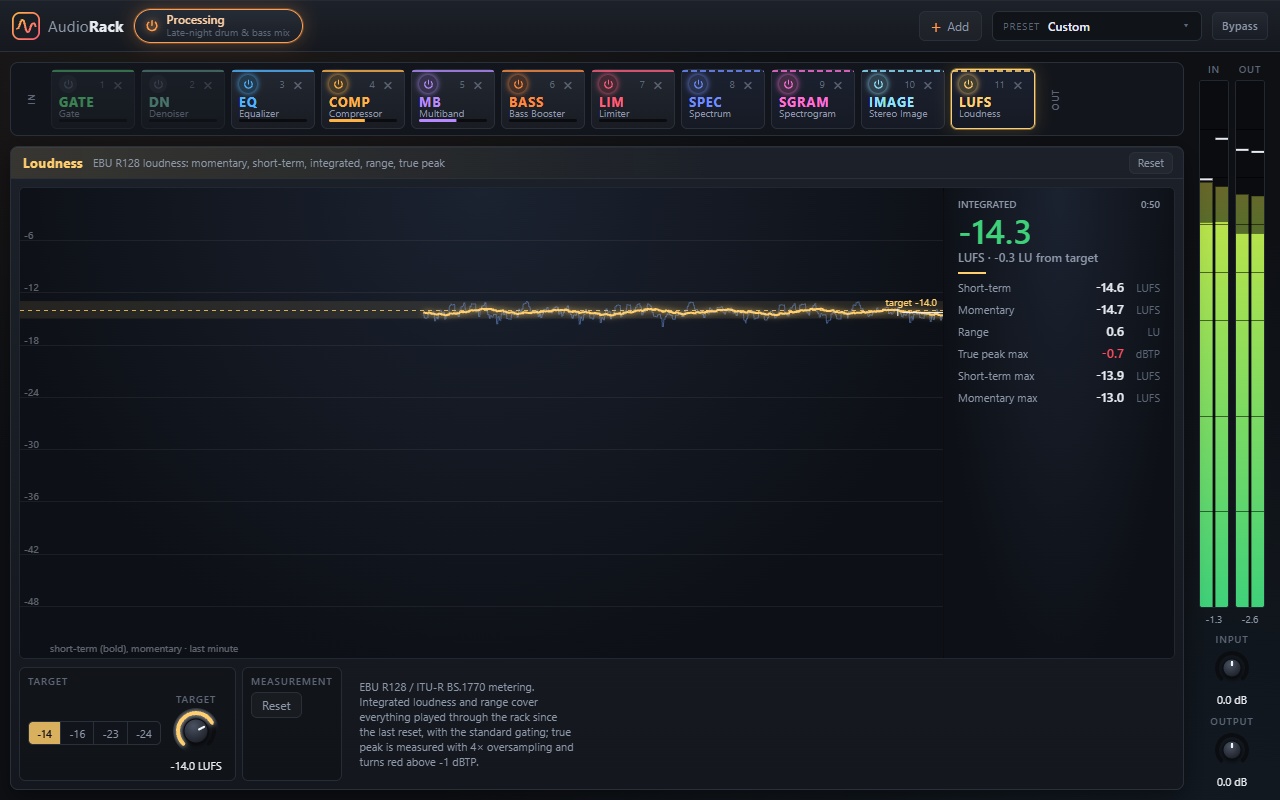 AudioRack
Processing
Late-night drum & bass mix
+ Add
PRESET Custom
Bypass
IN
1 ×
GATE
Gate
2 ×
DN
Denoiser
3 ×
EQ
Equalizer
4 ×
COMP
Compressor
5 ×
MB
Multiband
6 ×
BASS
Bass Booster
7 ×
LIM
Limiter
8 ×
SPEC
Spectrum
9 ×
SGRAM
Spectrogram
10 ×
IMAGE
Stereo Image
11 ×
LUFS
Loudness
OUT
IN OUT
Loudness EBU R128 loudness: momentary, short-term, integrated, range, true peak
Reset
-6
-12
-18
-24
-30
-36
-42
-48
target -14.0
short-term (bold), momentary · last minute
INTEGRATED 0:50
-14.3
LUFS · -0.3 LU from target
Short-term -14.6 LUFS
Momentary -14.7 LUFS
Range 0.6 LU
True peak max -0.7 dBTP
Short-term max -13.9 LUFS
Momentary max -13.0 LUFS
TARGET
-14 -16 -23 -24
TARGET
-14.0 LUFS
MEASUREMENT
Reset
EBU R128 / ITU-R BS.1770 metering.
Integrated loudness and range cover
everything played through the rack since
the last reset, with the standard gating; true
peak is measured with 4× oversampling and
turns red above -1 dBTP.
-1.3 -2.6
INPUT
0.0 dB
OUTPUT
0.0 dB